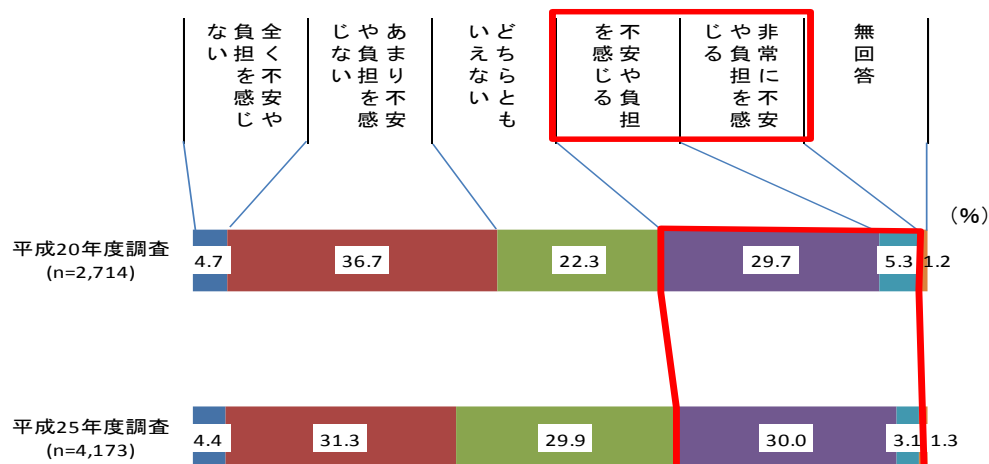 全く不安や
負担を感じ
ない
あまり不安
や負担を感
じない
どちらとも
いえない
不安や負担
を感じる
非常に不安
や負担を感
じる
無回答
(%)
平成20年度調査
(n=2,714)
4.7
36.7
22.3
29.7
5.3
1.2
平成25年度調査
(n=4,173)
4.4
31.3
29.9
30.0
3.1
1.3